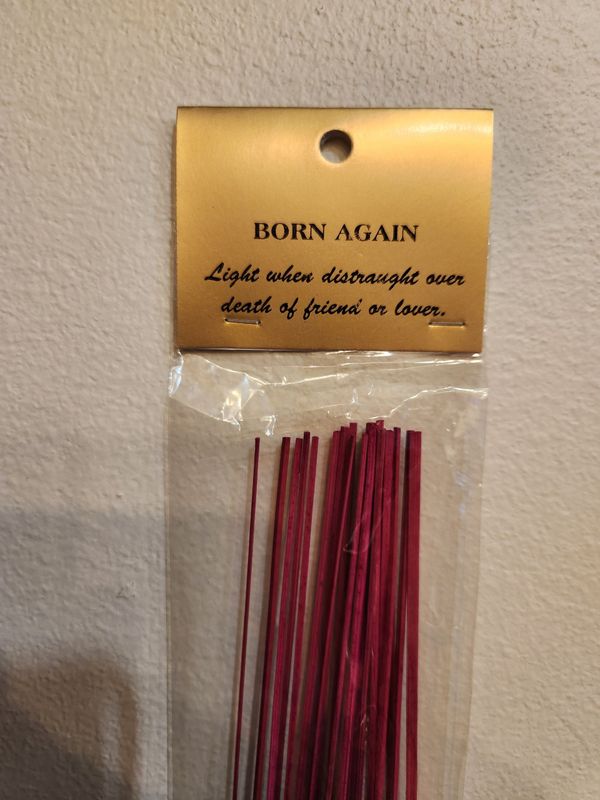 BORN AGAIN
Light when distraught over
death of friend or lover.